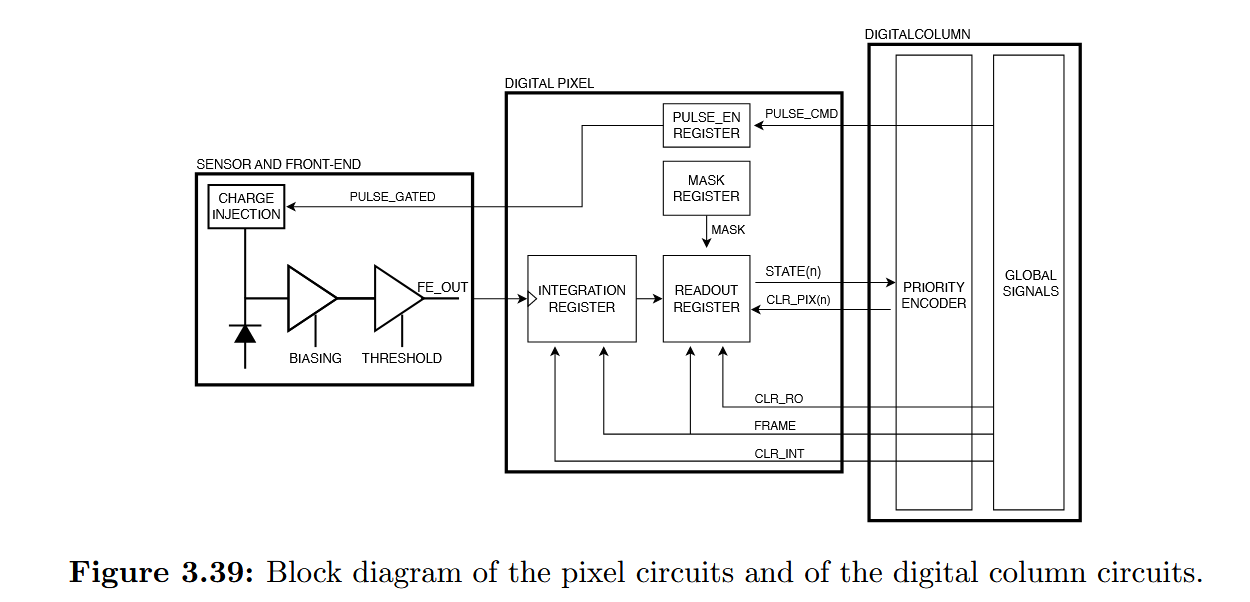 DIGITALCOLUMN
DIGITAL PIXEL
PULSE_EN
REGISTER
PULSE_CMD
SENSOR AND FRONT-END
CHARGE
INJECTION
PULSE_GATED
MASK
REGISTER
MASK
FE_OUT
INTEGRATION
REGISTER
READOUT
REGISTER
STATE(n)
CLR_PIX(n)
PRIORITY
ENCODER
GLOBAL
SIGNALS
BIASING
THRESHOLD
CLR_RO
FRAME
CLR_INT
Figure 3.39: Block diagram of the pixel circuits and of the digital column circuits.